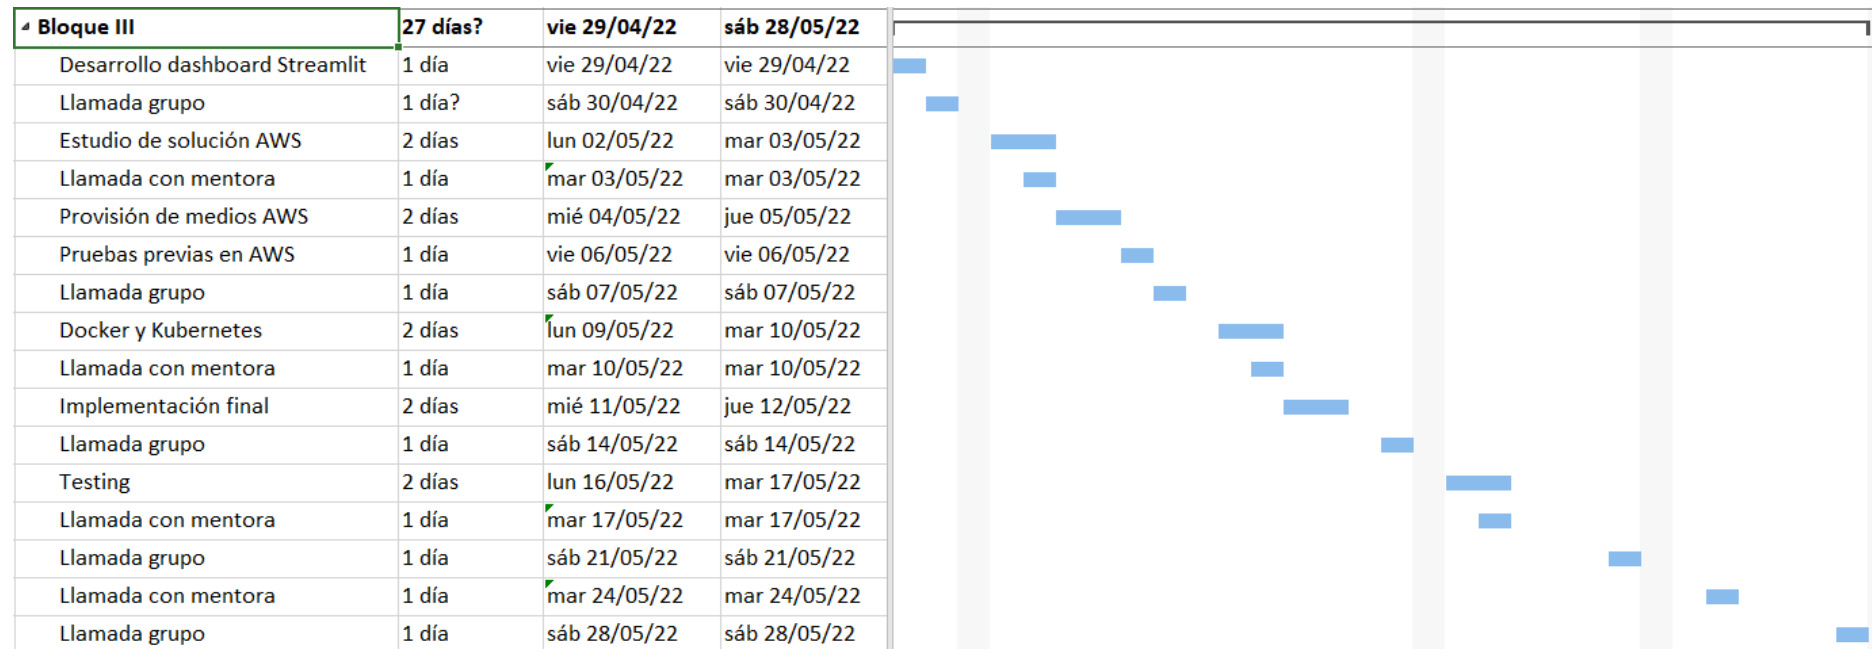 Bloque III 27 días? vie 29/04/22 sáb 28/05/22
Desarrollo dashboard Streamlit 1 día vie 29/04/22 vie 29/04/22
Llamada grupo 1 día? sáb 30/04/22 sáb 30/04/22
Estudio de solución AWS 2 días lun 02/05/22 mar 03/05/22
Llamada con mentora 1 día mar 03/05/22 mar 03/05/22
Provisión de medios AWS 2 días mié 04/05/22 jue 05/05/22
Pruebas previas en AWS 1 día vie 06/05/22 vie 06/05/22
Llamada grupo 1 día sáb 07/05/22 sáb 07/05/22
Docker y Kubernetes 2 días lun 09/05/22 mar 10/05/22
Llamada con mentora 1 día mar 10/05/22 mar 10/05/22
Implementación final 2 días mié 11/05/22 jue 12/05/22
Llamada grupo 1 día sáb 14/05/22 sáb 14/05/22
Testing 2 días lun 16/05/22 mar 17/05/22
Llamada con mentora 1 día mar 17/05/22 mar 17/05/22
Llamada grupo 1 día sáb 21/05/22 sáb 21/05/22
Llamada con mentora 1 día mar 24/05/22 mar 24/05/22
Llamada grupo 1 día sáb 28/05/22 sáb 28/05/22